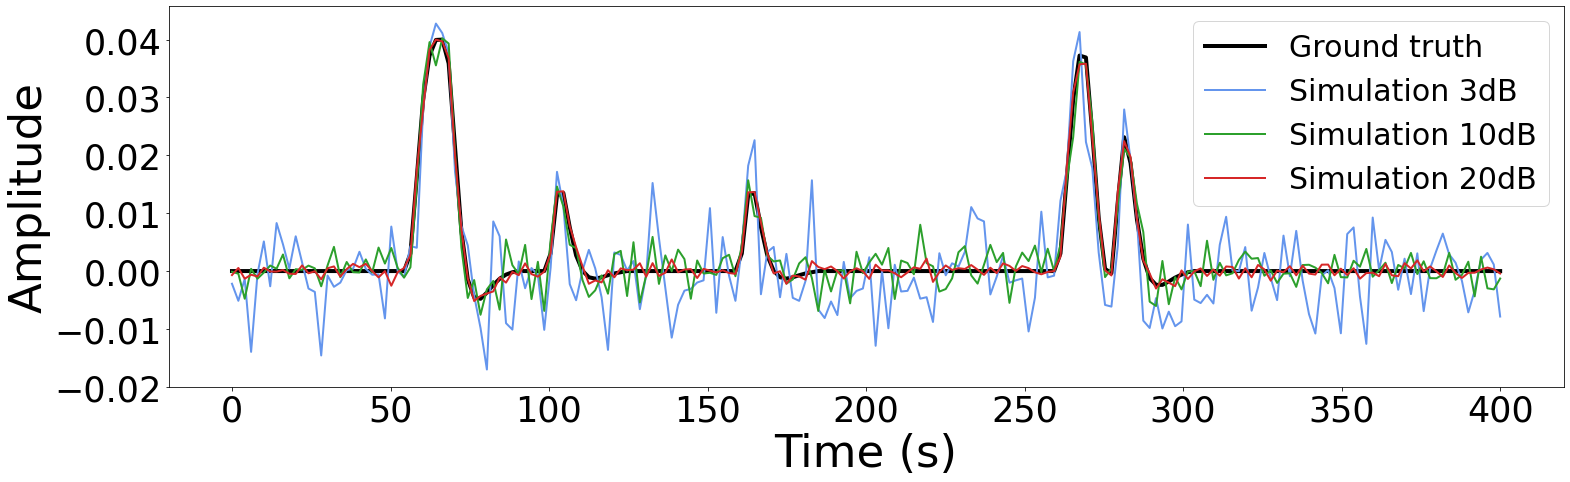 Amplitude
0.04
0.03
0.02
0.01
0.00
−0.01
−0.02
Ground truth
Simulation 3dB
Simulation 10dB
Simulation 20dB
0 50 100 150 200 250 300 350 400
Time (s)